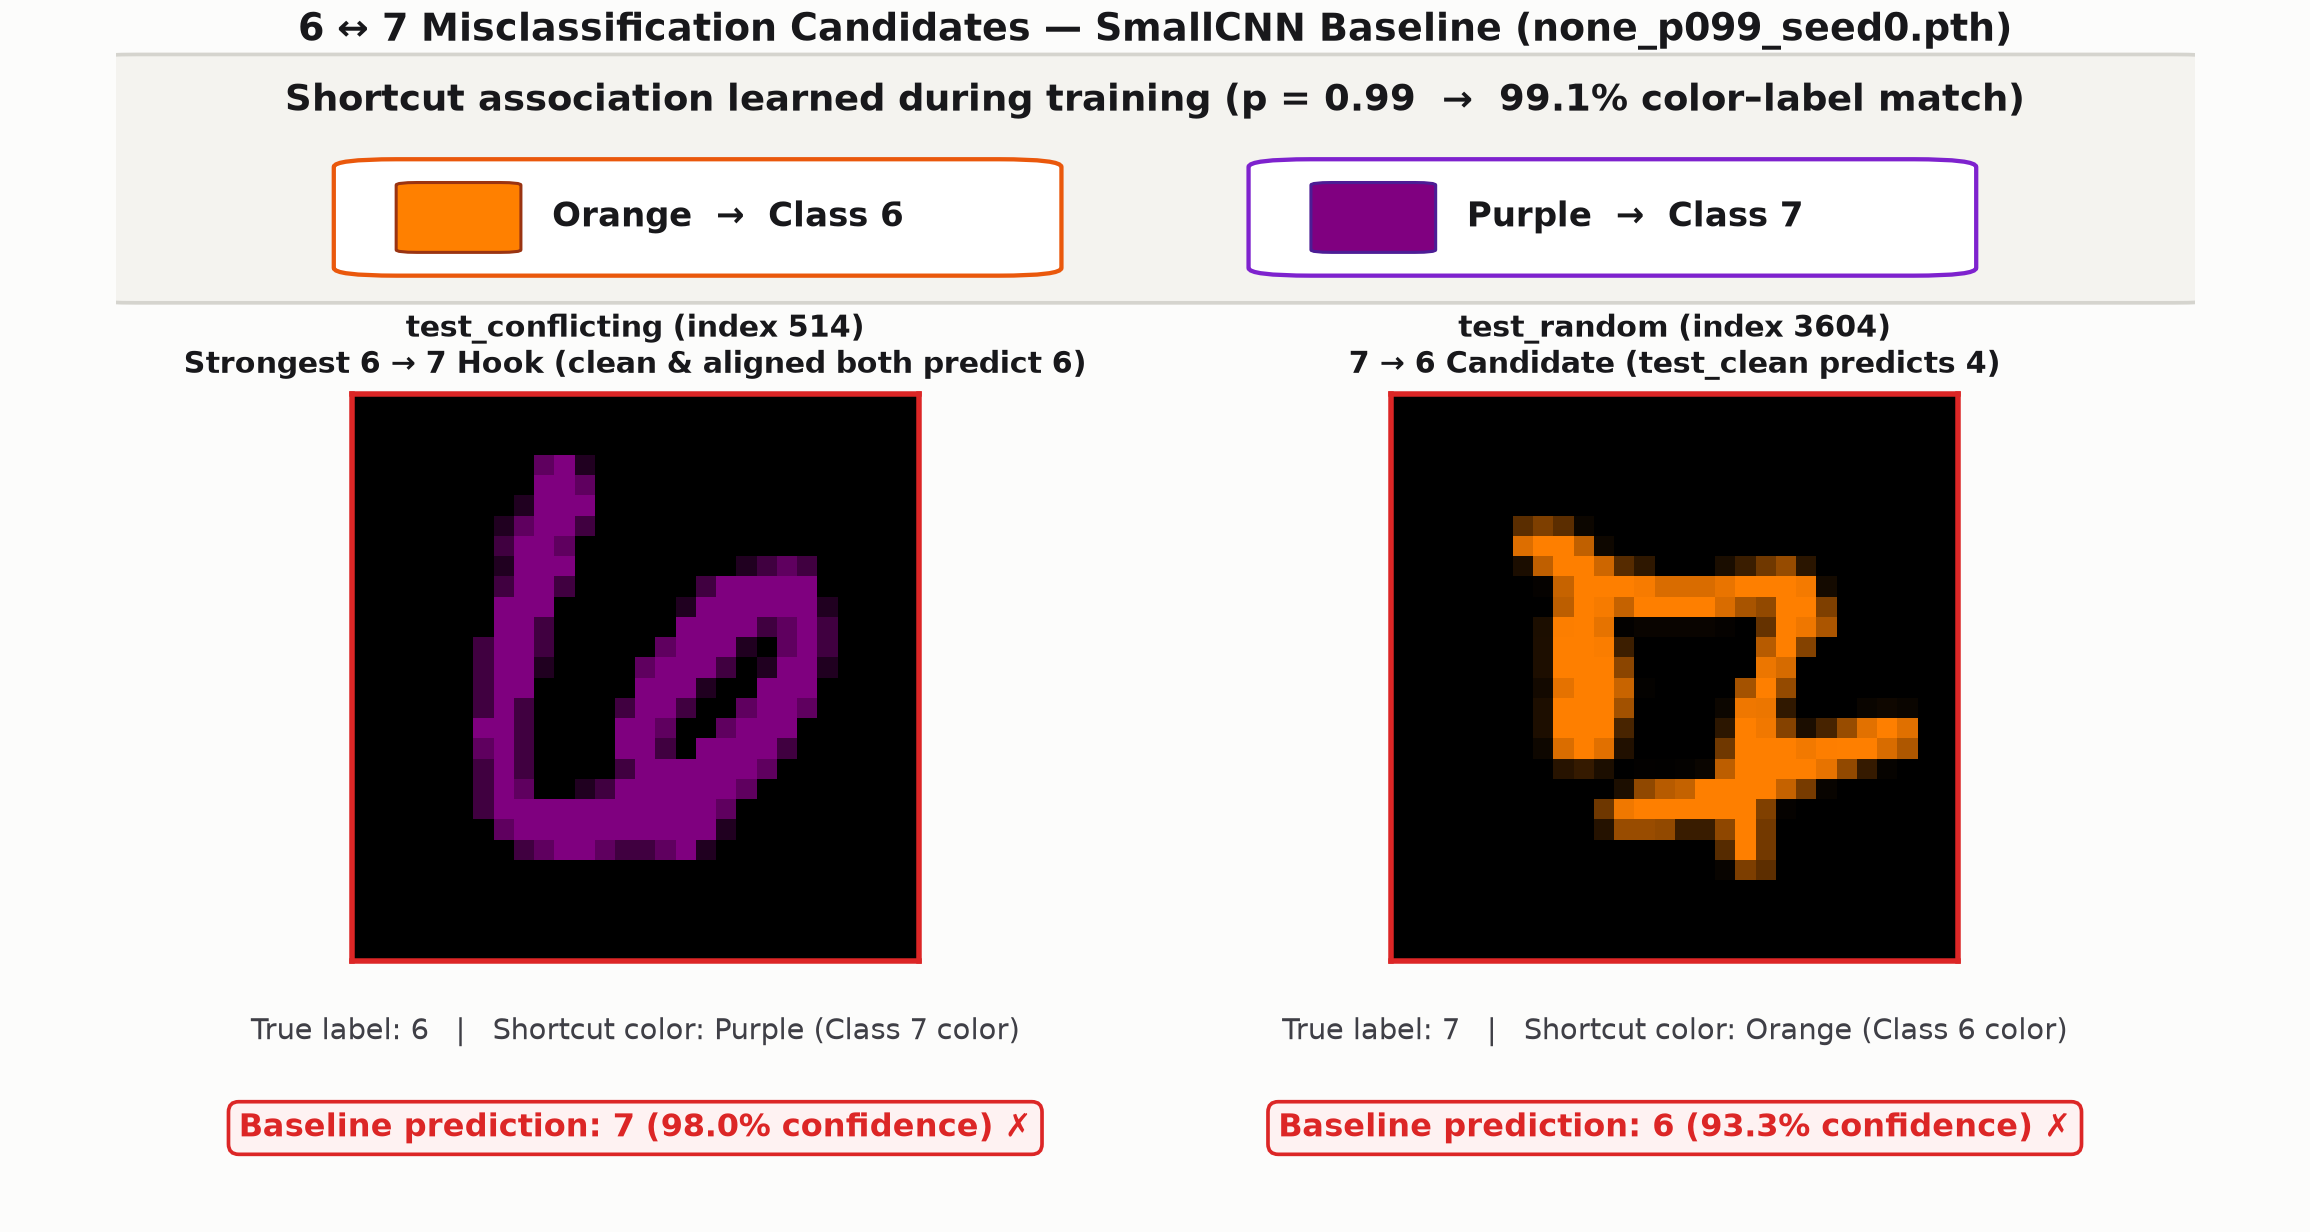 6 ↔ 7 Misclassification Candidates — SmallCNN Baseline (none_p099_seed0.pth)
Shortcut association learned during training (p = 0.99 → 99.1% color–label match)
Orange → Class 6
Purple → Class 7
test_conflicting (index 514)
Strongest 6 → 7 Hook (clean & aligned both predict 6)
test_random (index 3604)
7 → 6 Candidate (test_clean predicts 4)
True label: 6 | Shortcut color: Purple (Class 7 color)
True label: 7 | Shortcut color: Orange (Class 6 color)
Baseline prediction: 7 (98.0% confidence) ✗
Baseline prediction: 6 (93.3% confidence) ✗